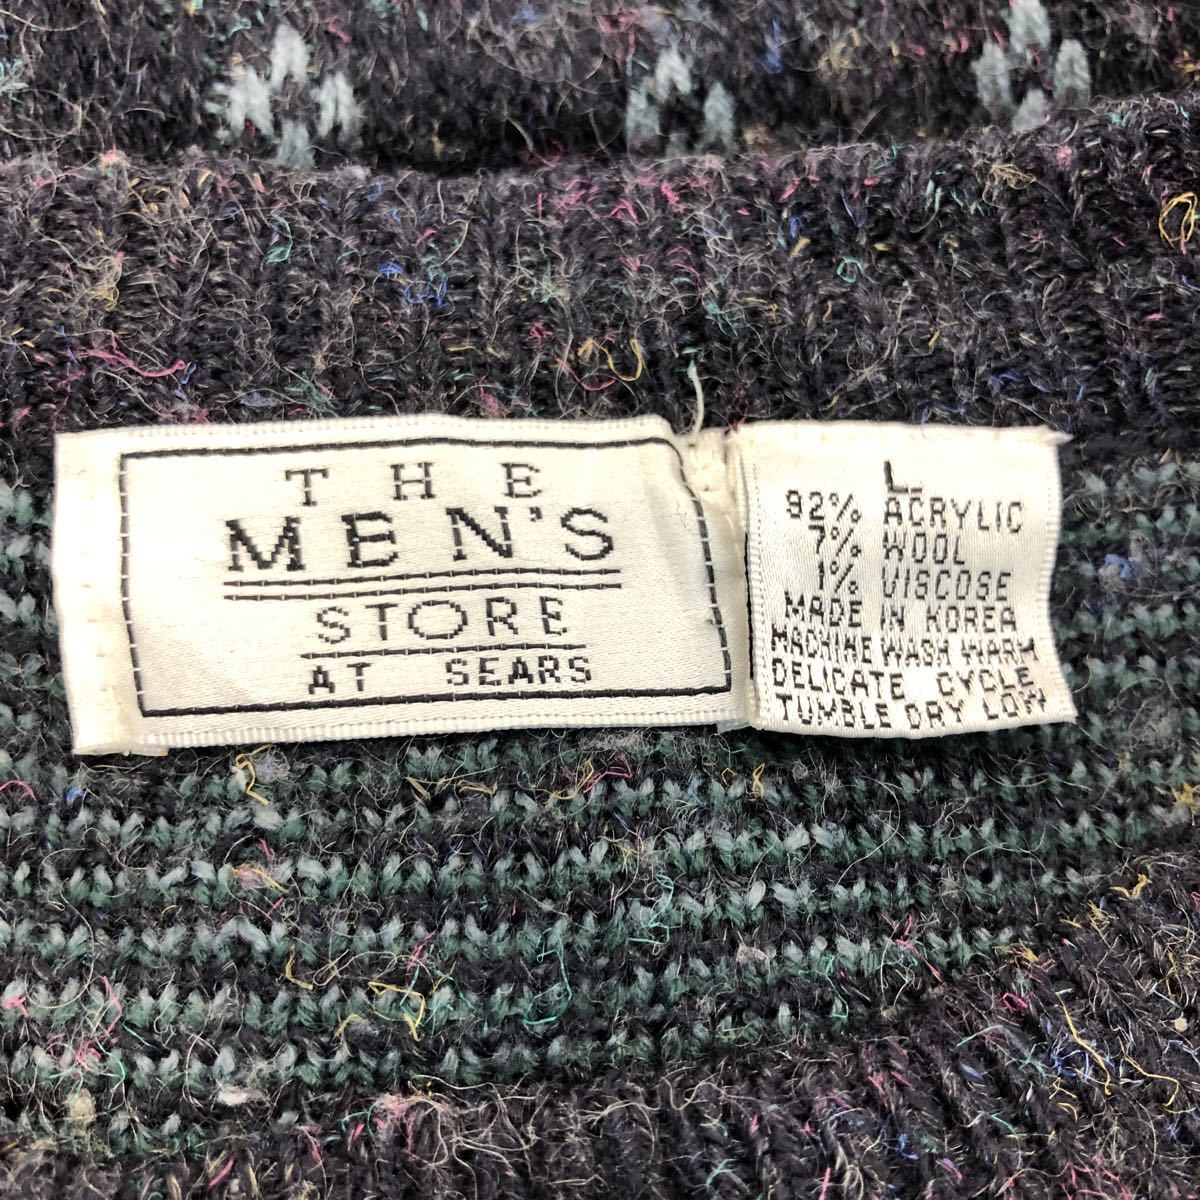 THE
MEN'S
STORE
AT SEARS
L
92% ACRYLIC
7% WOOL
1% VISCOSE
MADE IN KOREA
MACHINE WASH WARM
DELICATE CYCLE
TUMBLE DRY LOW